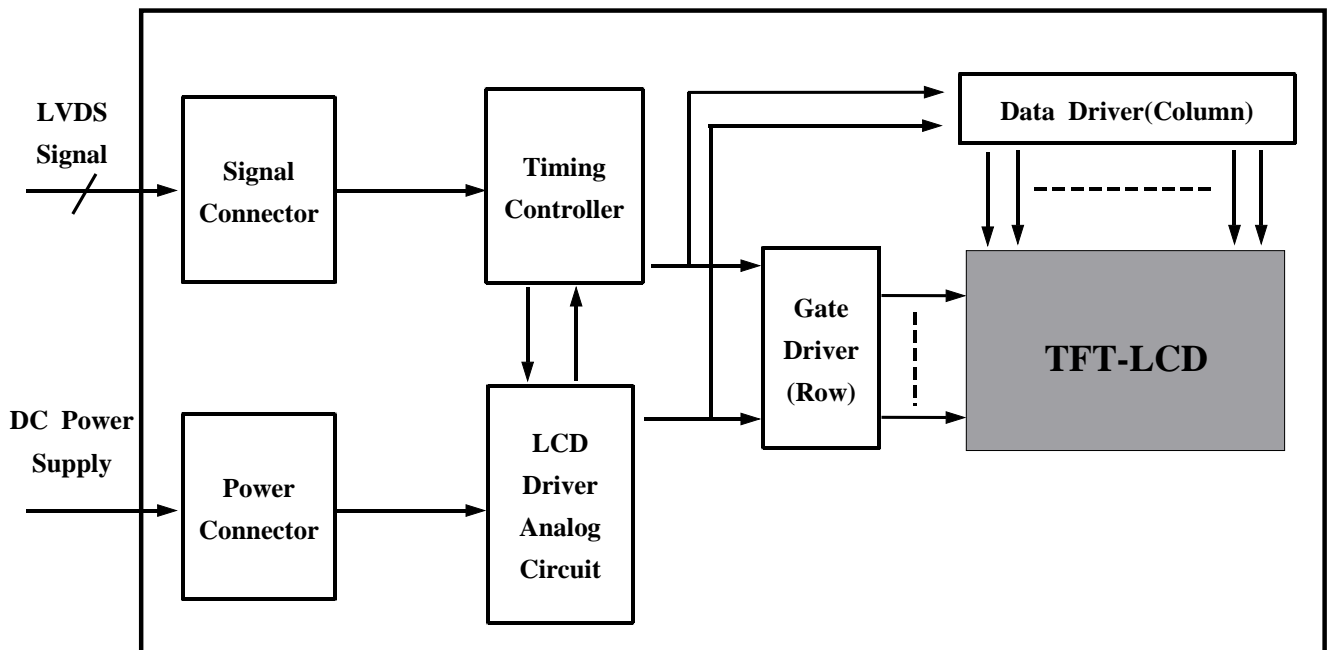 LVDS
Signal
Signal
Connector
Timing
Controller
Data Driver(Column)
Gate
Driver
(Row)
TFT-LCD
DC Power
Supply
Power
Connector
LCD
Driver
Analog
Circuit